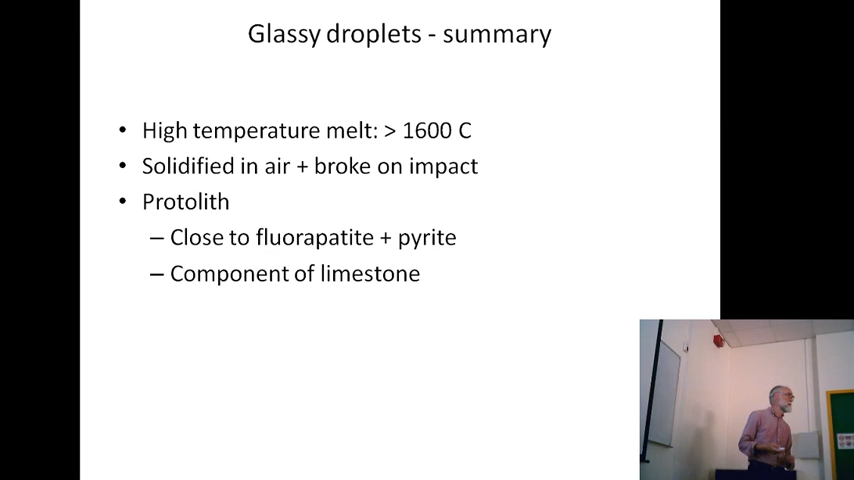 Glassy droplets - summary
• High temperature melt: > 1600 C
• Solidified in air + broke on impact
• Protolith
– Close to fluorapatite + pyrite
– Component of limestone